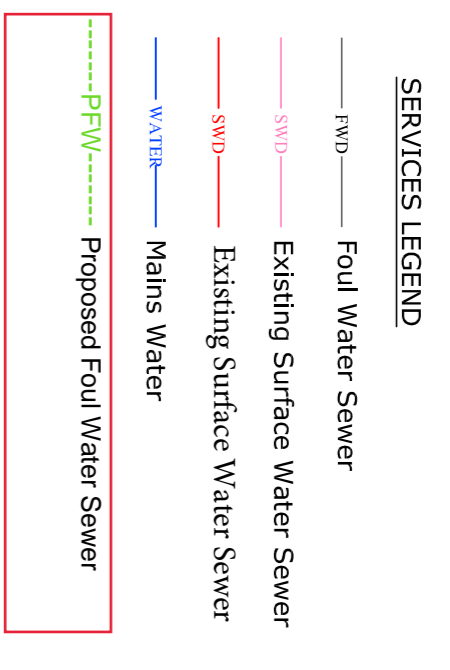 SERVICES LEGEND
FWD Foul Water Sewer
SWD Existing Surface Water Sewer
SWD Existing Surface Water Sewer
WATER Mains Water
-------PFW------- Proposed Foul Water Sewer